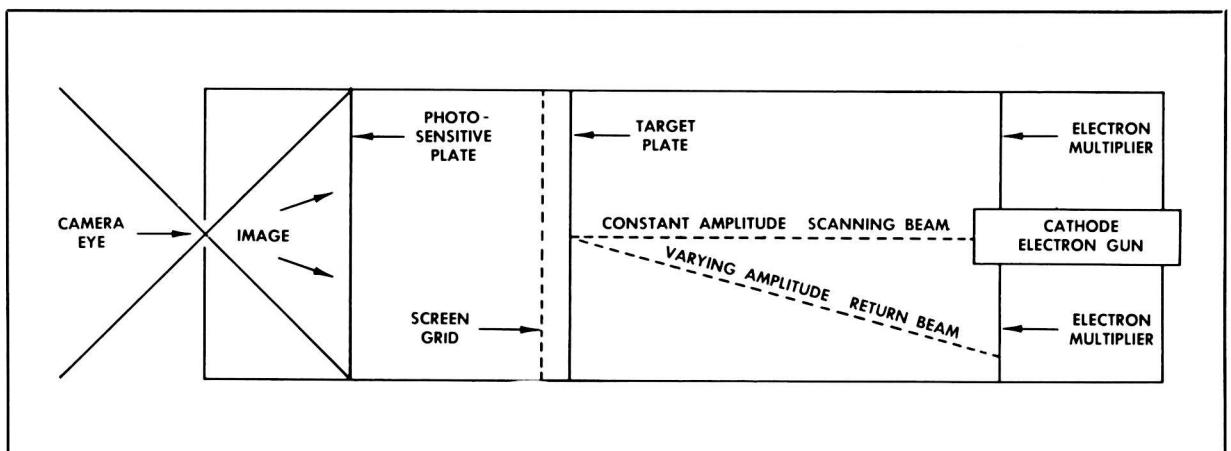 PHOTO -
SENSITIVE
PLATE
TARGET
PLATE
ELECTRON
MULTIPLIER
CAMERA
EYE
IMAGE
CONSTANT AMPLITUDE SCANNING BEAM
CATHODE
ELECTRON GUN
VARYING AMPLITUDE RETURN BEAM
SCREEN
GRID
ELECTRON
MULTIPLIER